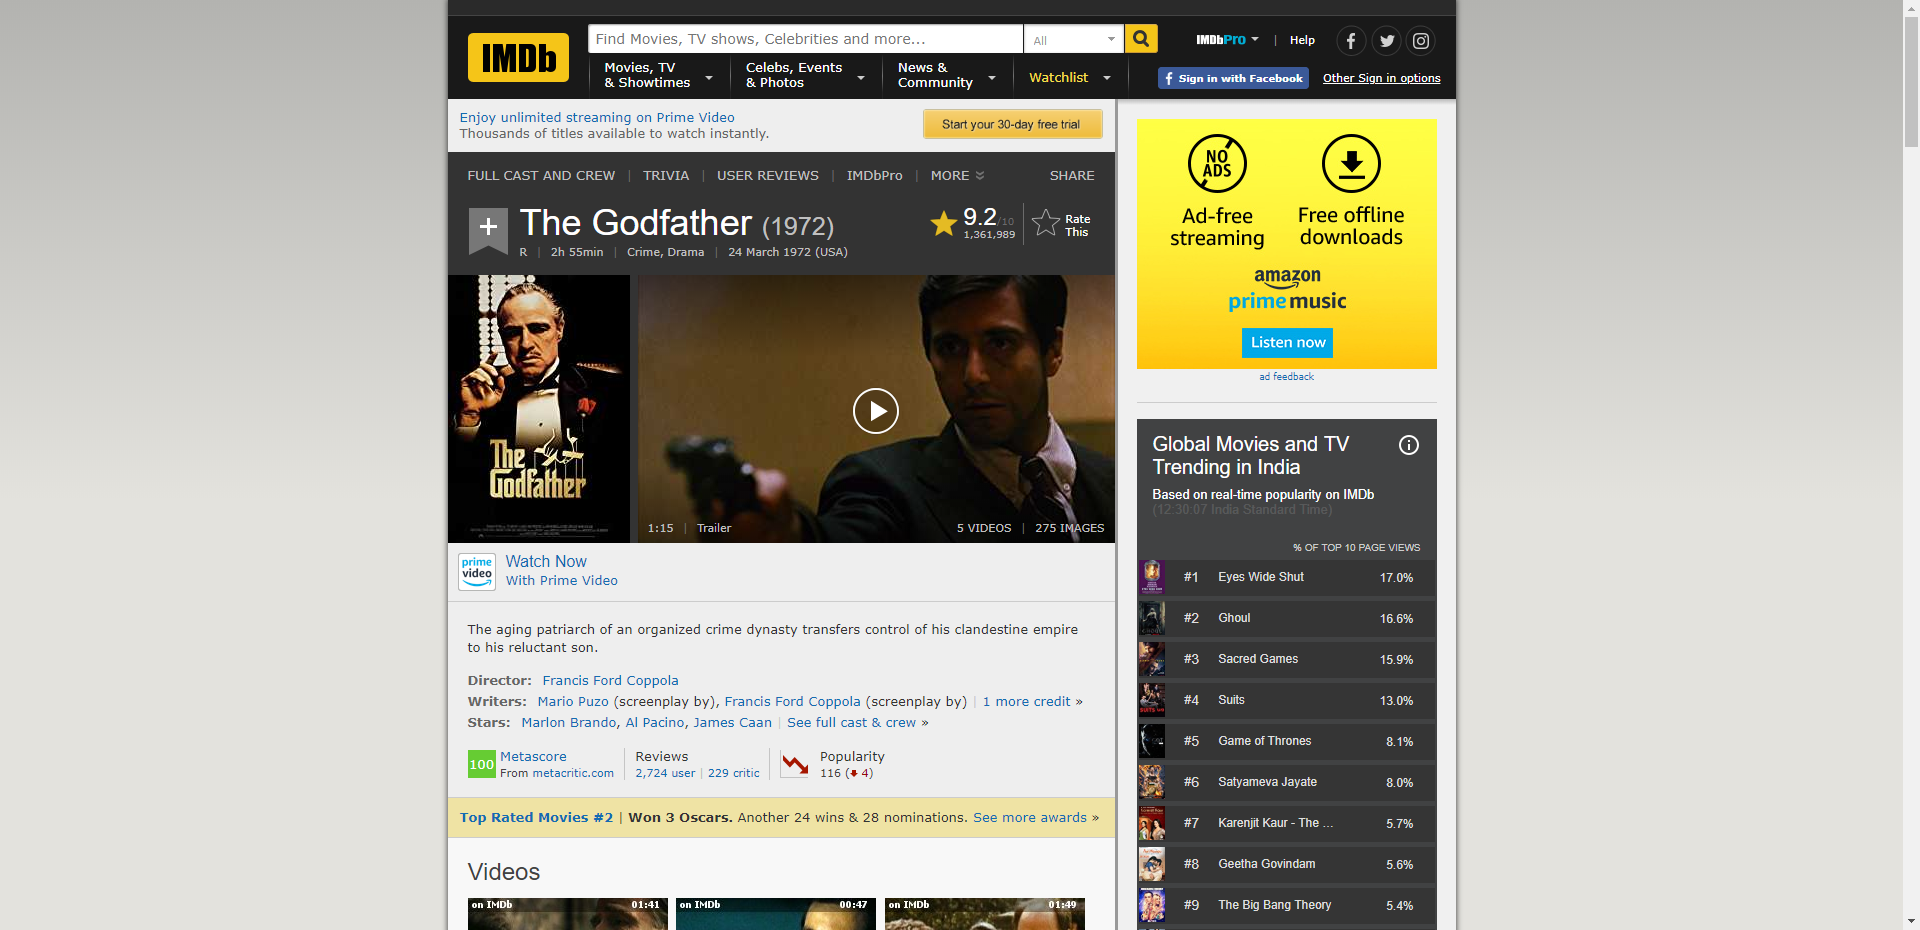 IMDb
Find Movies, TV shows, Celebrities and more...
All
IMDbPro
|
Help
Movies, TV
& Showtimes
Celebs, Events
& Photos
News &
Community
Watchlist
Sign in with Facebook
Other Sign in options
Enjoy unlimited streaming on Prime Video
Thousands of titles available to watch instantly.
Start your 30-day free trial
FULL CAST AND CREW | TRIVIA | USER REVIEWS | IMDbPro | MORE
SHARE
The Godfather (1972)
R | 2h 55min | Crime, Drama | 24 March 1972 (USA)
9.2/10
1,361,989
Rate
This
The
Godfather
1:15 | Trailer
5 VIDEOS | 275 IMAGES
prime
video
Watch Now
With Prime Video
The aging patriarch of an organized crime dynasty transfers control of his clandestine empire
to his reluctant son.
Director: Francis Ford Coppola
Writers: Mario Puzo (screenplay by), Francis Ford Coppola (screenplay by) | 1 more credit »
Stars: Marlon Brando, Al Pacino, James Caan | See full cast & crew »
100
Metascore
From metacritic.com
Reviews
2,724 user | 229 critic
Popularity
116 ( 4)
Top Rated Movies #2 | Won 3 Oscars. Another 24 wins & 28 nominations. See more awards »
Videos
on IMDb 01:41
on IMDb 00:47
on IMDb 01:49
NO
ADS
Ad-free
streaming
Free offline
downloads
amazon
prime music
Listen now
ad feedback
Global Movies and TV
Trending in India
Based on real-time popularity on IMDb
(12:30:07 India Standard Time)
% OF TOP 10 PAGE VIEWS
#1 Eyes Wide Shut 17.0%
#2 Ghoul 16.6%
#3 Sacred Games 15.9%
#4 Suits 13.0%
#5 Game of Thrones 8.1%
#6 Satyameva Jayate 8.0%
#7 Karenjit Kaur - The ... 5.7%
#8 Geetha Govindam 5.6%
#9 The Big Bang Theory 5.4%